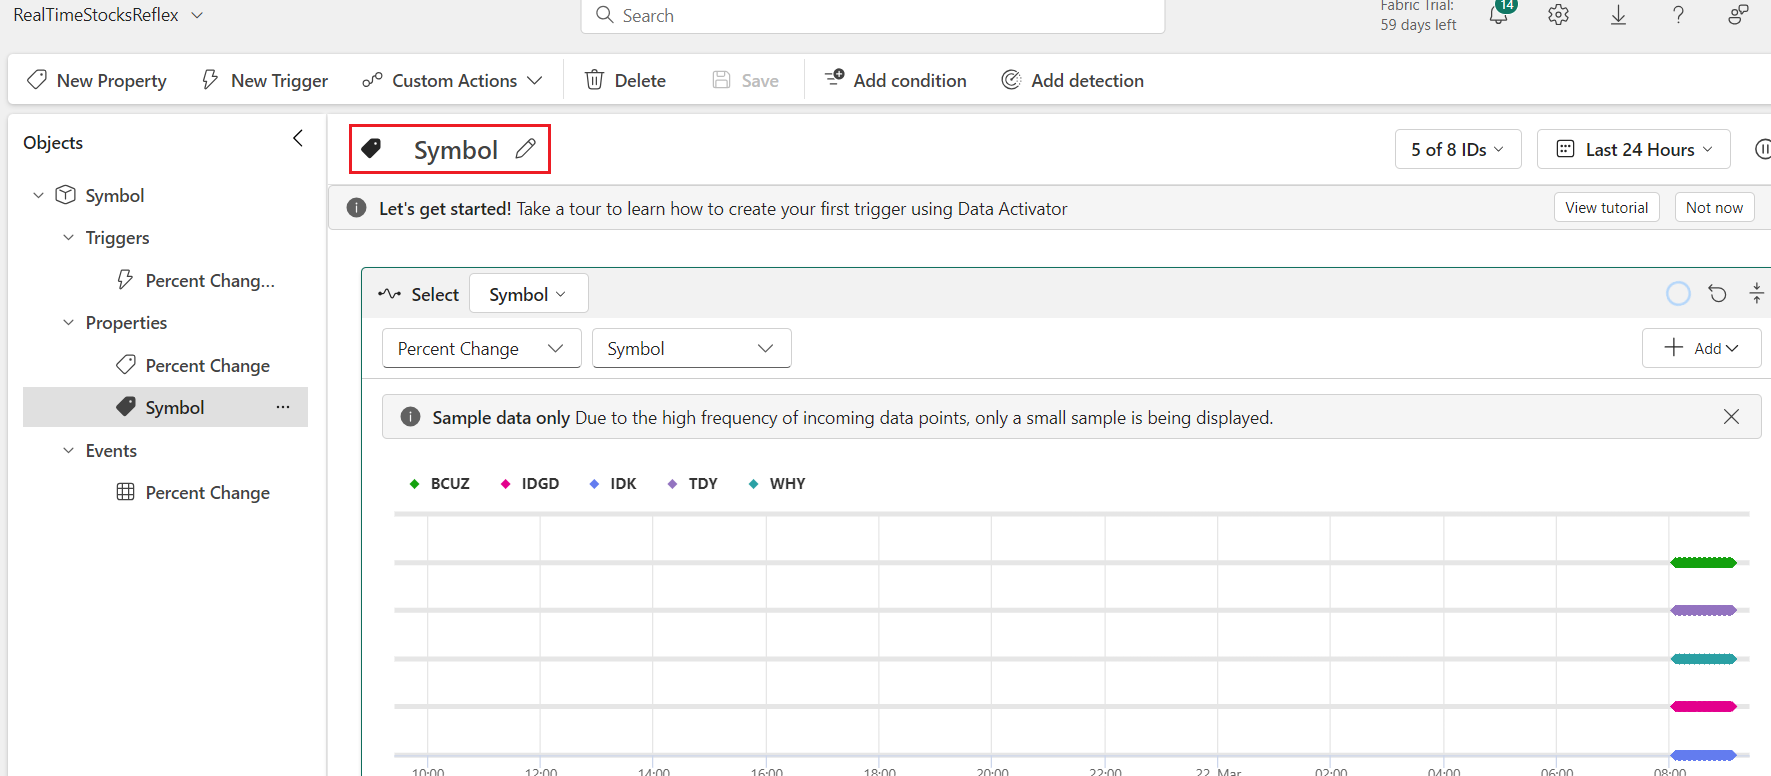 RealTimeStocksReflex
Search
Fabric Trial:
59 days left
14
New Property
New Trigger
Custom Actions
Delete
Save
Add condition
Add detection
Objects
Symbol
Triggers
Percent Chang...
Properties
Percent Change
Symbol
...
Events
Percent Change
Symbol
5 of 8 IDs
Last 24 Hours
Let's get started! Take a tour to learn how to create your first trigger using Data Activator
View tutorial
Not now
Select
Symbol
Percent Change
Symbol
Add
Sample data only Due to the high frequency of incoming data points, only a small sample is being displayed.
BCUZ IDGD IDK TDY WHY
10:00 12:00 14:00 16:00 18:00 20:00 22:00 22. Mar 02:00 04:00 06:00 08:00